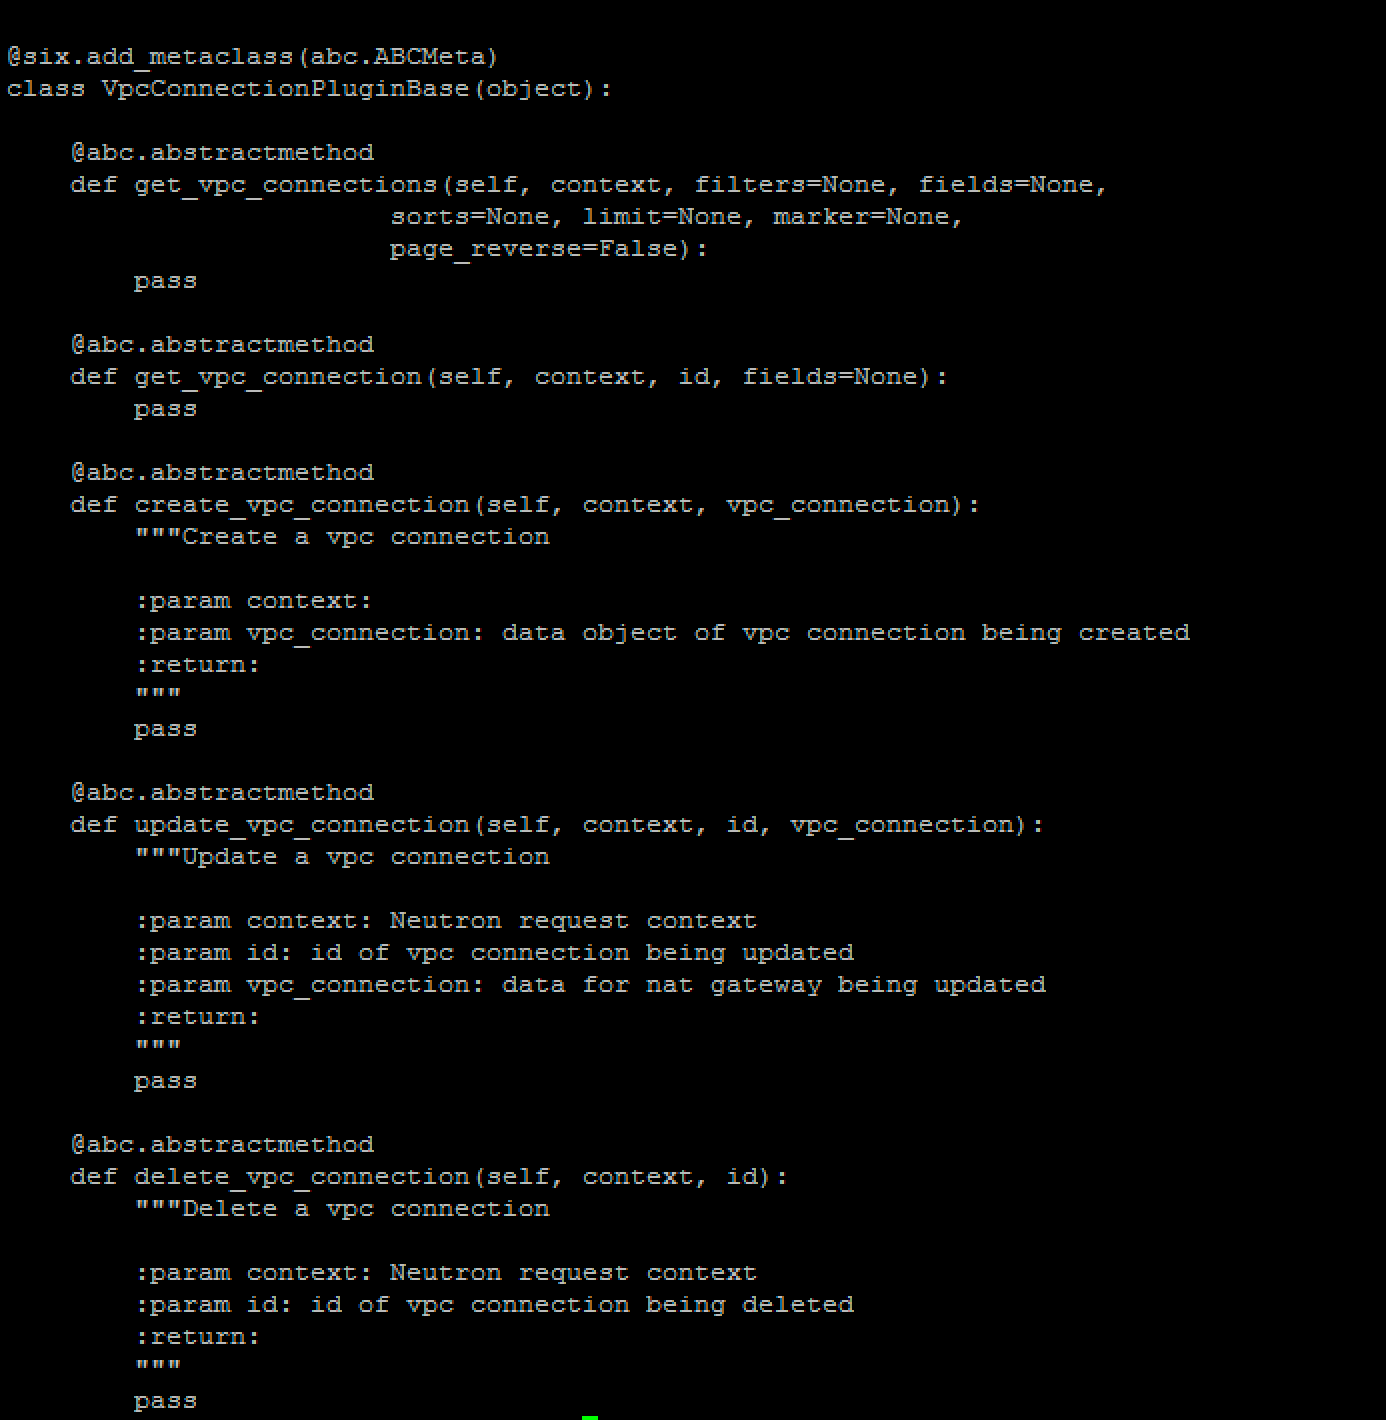 @six.add_metaclass(abc.ABCMeta)
class VpcConnectionPluginBase(object):
    @abc.abstractmethod
    def get_vpc_connections(self, context, filters=None, fields=None,
                        sorts=None, limit=None, marker=None,
                        page_reverse=False):
        pass
    @abc.abstractmethod
    def get_vpc_connection(self, context, id, fields=None):
        pass
    @abc.abstractmethod
    def create_vpc_connection(self, context, vpc_connection):
        """Create a vpc connection
        :param context:
        :param vpc_connection: data object of vpc connection being created
        :return:
        """
        pass
    @abc.abstractmethod
    def update_vpc_connection(self, context, id, vpc_connection):
        """Update a vpc connection
        :param context: Neutron request context
        :param id: id of vpc connection being updated
        :param vpc_connection: data for nat gateway being updated
        :return:
        """
        pass
    @abc.abstractmethod
    def delete_vpc_connection(self, context, id):
        """Delete a vpc connection
        :param context: Neutron request context
        :param id: id of vpc connection being deleted
        :return:
        """
        pass